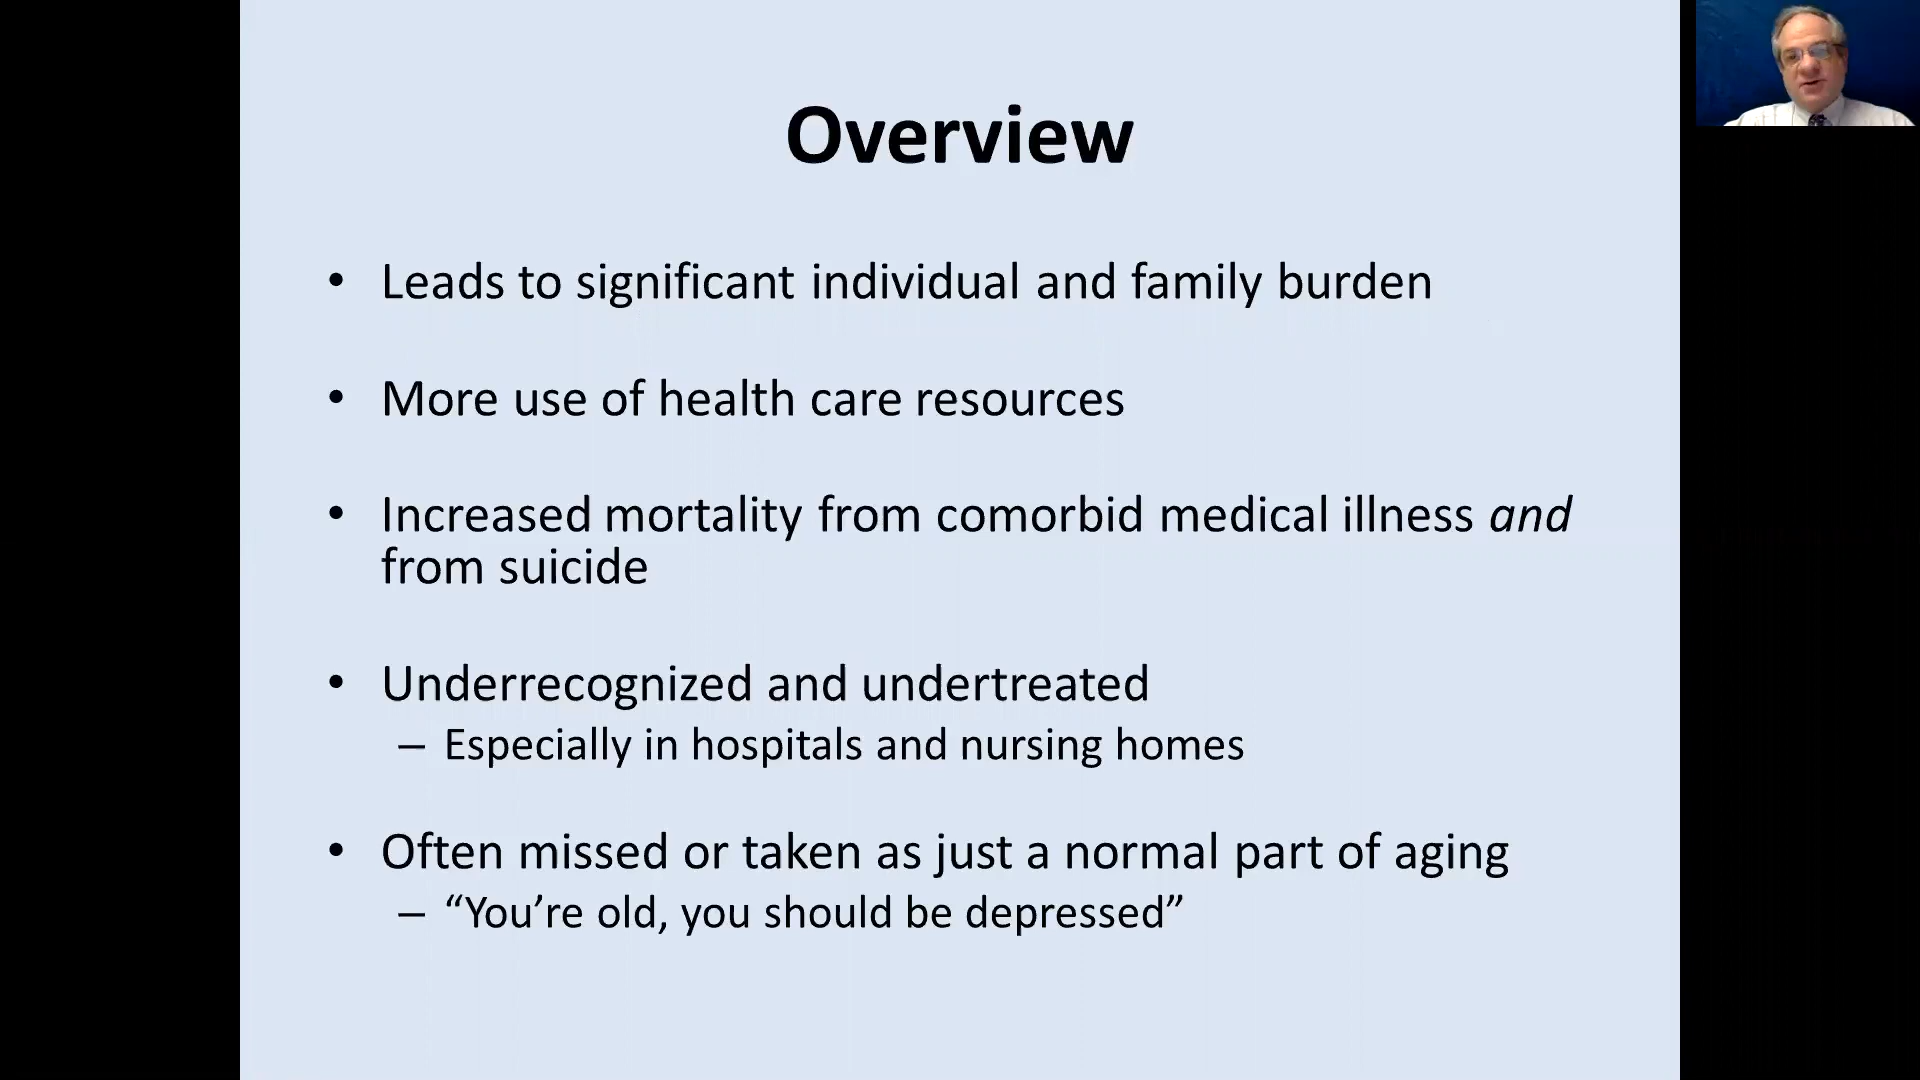 Overview
• Leads to significant individual and family burden
• More use of health care resources
• Increased mortality from comorbid medical illness and
from suicide
• Underrecognized and undertreated
– Especially in hospitals and nursing homes
• Often missed or taken as just a normal part of aging
– “You’re old, you should be depressed”